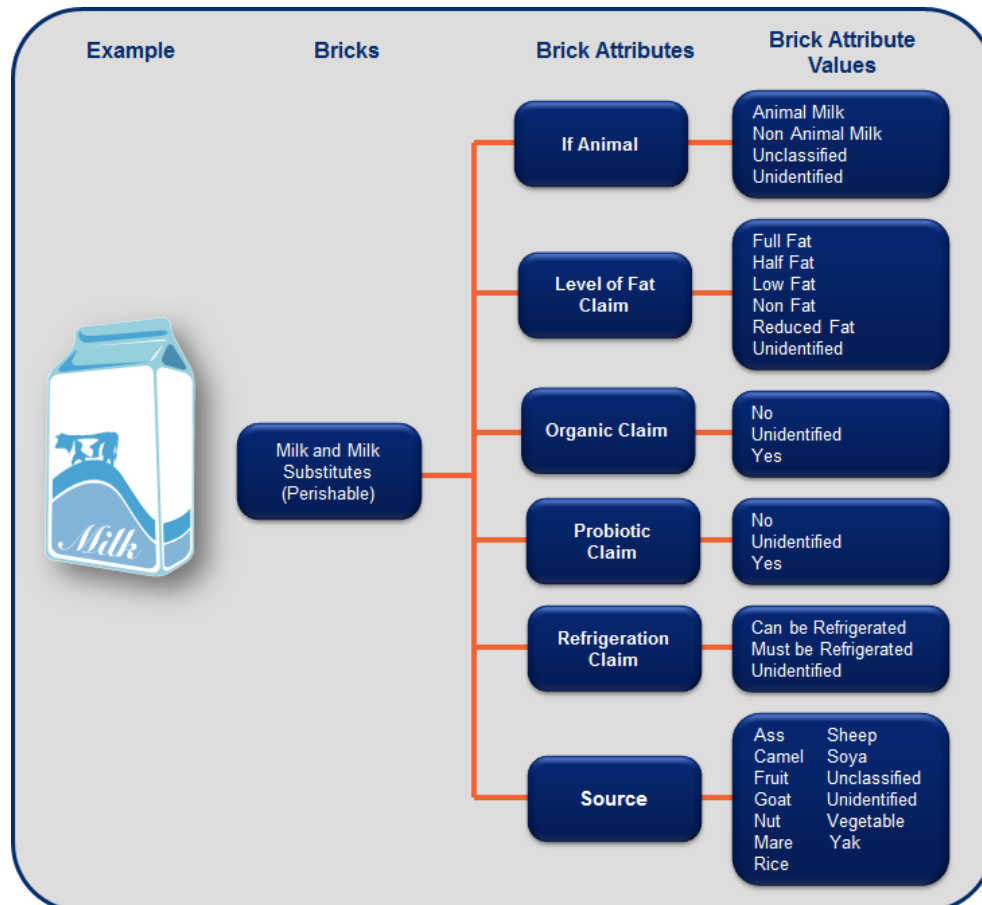 Example
Bricks
Brick Attributes
Brick Attribute
Values
Milk
Milk and Milk
Substitutes
(Perishable)
If Animal
Animal Milk
Non Animal Milk
Unclassified
Unidentified
Level of Fat
Claim
Full Fat
Half Fat
Low Fat
Non Fat
Reduced Fat
Unidentified
Organic Claim
No
Unidentified
Yes
Probiotic
Claim
No
Unidentified
Yes
Refrigeration
Claim
Can be Refrigerated
Must be Refrigerated
Unidentified
Source
Ass
Camel
Fruit
Goat
Nut
Mare
Rice
Sheep
Soya
Unclassified
Unidentified
Vegetable
Yak